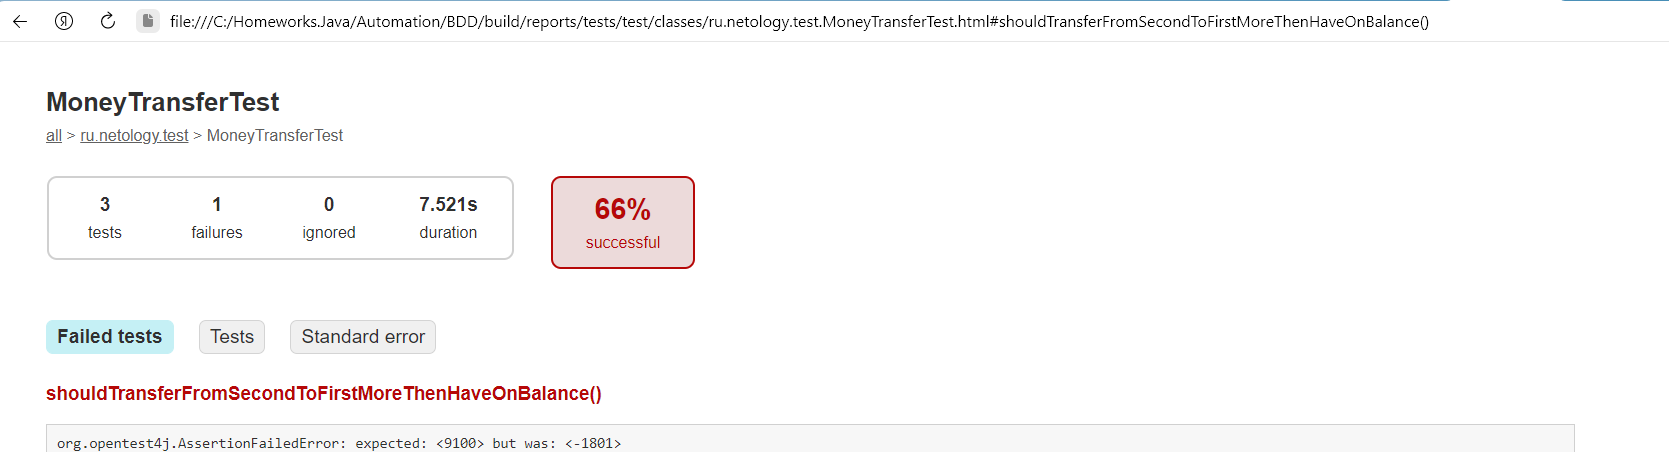 Я file:///C:/Homeworks.Java/Automation/BDD/build/reports/tests/test/classes/ru.netology.test.MoneyTransferTest.html#shouldTransferFromSecondToFirstMoreThenHaveOnBalance()
MoneyTransferTest
all > ru.netology.test > MoneyTransferTest
3 1 0 7.521s
tests failures ignored duration
66%
successful
Failed tests Tests Standard error
shouldTransferFromSecondToFirstMoreThenHaveOnBalance()
org.opentest4j.AssertionFailedError: expected: <9100> but was: <-1801>